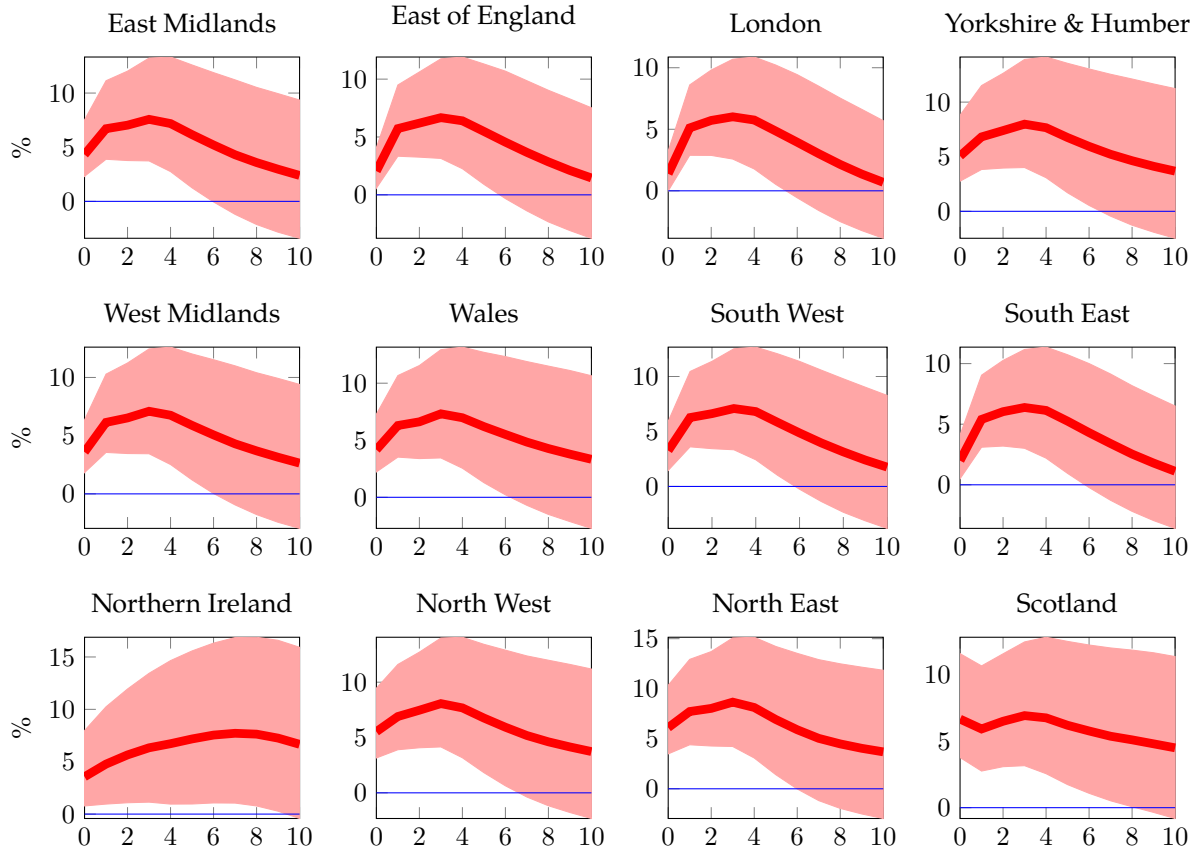 East Midlands
East of England
London
Yorkshire & Humber
%
10
5
0
0 2 4 6 8 10
10
5
0
0 2 4 6 8 10
10
5
0
0 2 4 6 8 10
10
5
0
0 2 4 6 8 10
West Midlands
Wales
South West
South East
%
10
5
0
0 2 4 6 8 10
10
5
0
0 2 4 6 8 10
10
5
0
0 2 4 6 8 10
10
5
0
0 2 4 6 8 10
Northern Ireland
North West
North East
Scotland
%
15
10
5
0
0 2 4 6 8 10
10
5
0
0 2 4 6 8 10
15
10
5
0
0 2 4 6 8 10
10
5
0
0 2 4 6 8 10